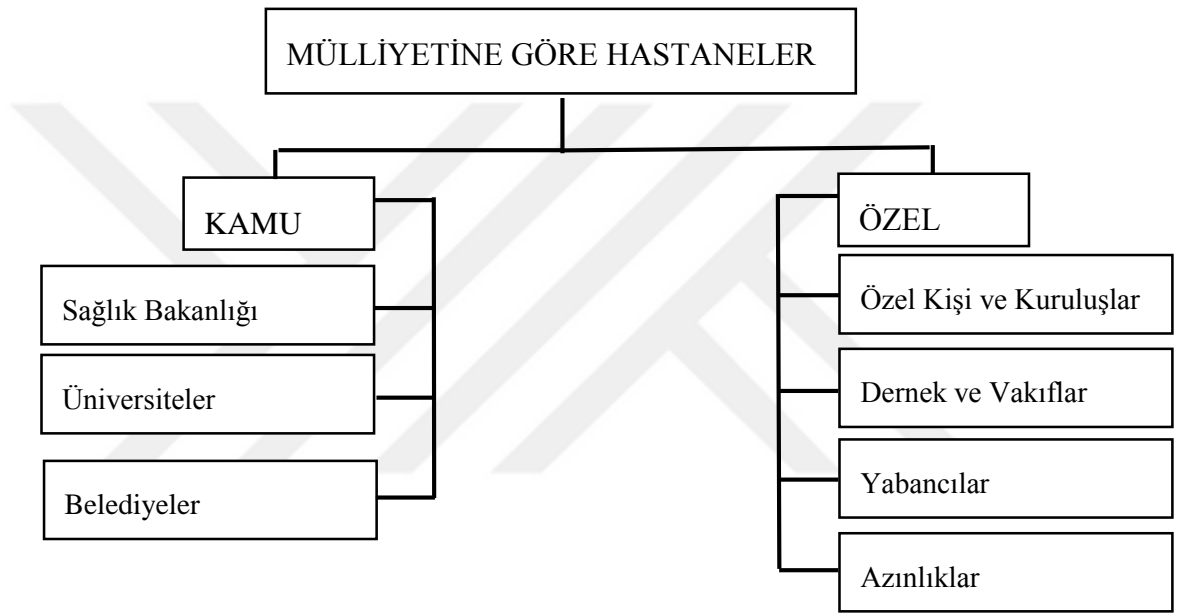 MÜLLİYETİNE GÖRE HASTANELER
KAMU
Sağlık Bakanlığı
Üniversiteler
Belediyeler
ÖZEL
Özel Kişi ve Kuruluşlar
Dernek ve Vakıflar
Yabancılar
Azınlıklar